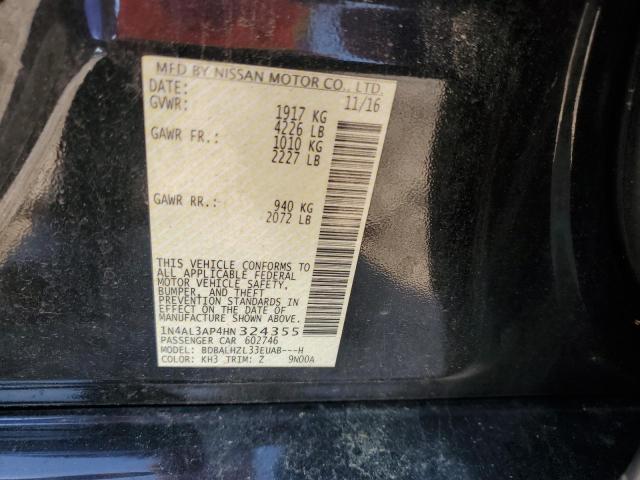 MFD BY NISSAN MOTOR CO., LTD.
DATE: 11/16
GVWR: 1917 KG
4226 LB
GAWR FR.: 1010 KG
2227 LB
GAWR RR.: 940 KG
2072 LB
THIS VEHICLE CONFORMS TO
ALL APPLICABLE FEDERAL
MOTOR VEHICLE SAFETY,
BUMPER, AND THEFT
PREVENTION STANDARDS IN
EFFECT ON THE DATE OF
MANUFACTURE SHOWN ABOVE.
1N4AL3AP4HN324355
PASSENGER CAR 602746
MODEL: BDBALHZL33EUAB---H
COLOR: KH3 TRIM: Z 9N00A